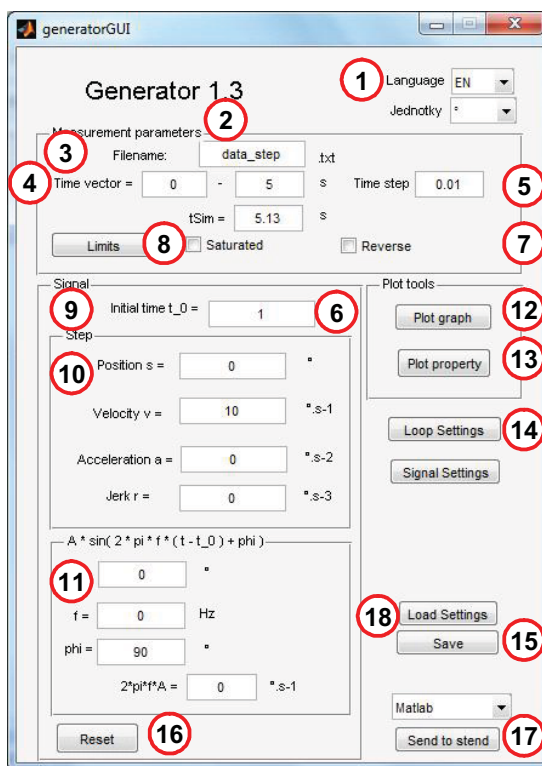 generatorGUI
Generator 1.3
1 Language EN
Jednotky °
2
Measurement parameters
3 Filename: data_step .txt
4 Time vector = 0 - 5 s Time step 0.01 5
tSim = 5.13 s
Limits 8 Saturated Reverse 7
Signal Plot tools
9 Initial time t_0 = 1 6 Plot graph 12
Step
10 Position s = 0 ° Plot property 13
Velocity v = 10 °.s-1 Loop Settings 14
Acceleration a = 0 °.s-2 Signal Settings
Jerk r = 0 °.s-3
A * sin( 2 * pi * f * ( t - t_0 ) + phi )
11 0 °
f = 0 Hz 18 Load Settings
phi = 90 ° Save 15
2*pi*f*A = 0 °.s-1
Matlab
Reset 16 Send to stend 17